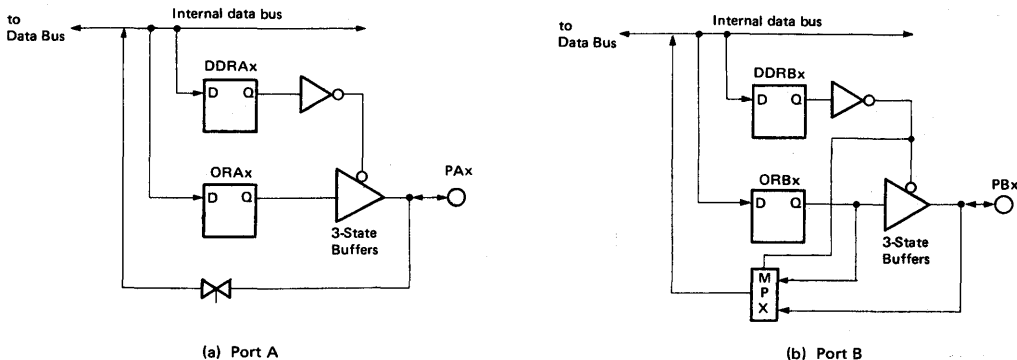 to
Data Bus
Internal data bus
DDRAx
D Q
ORAx
D Q
PAx
3-State
Buffers
(a) Port A
to
Data Bus
Internal data bus
DDRBx
D Q
ORBx
D Q
PBx
3-State
Buffers
M
P
X
(b) Port B